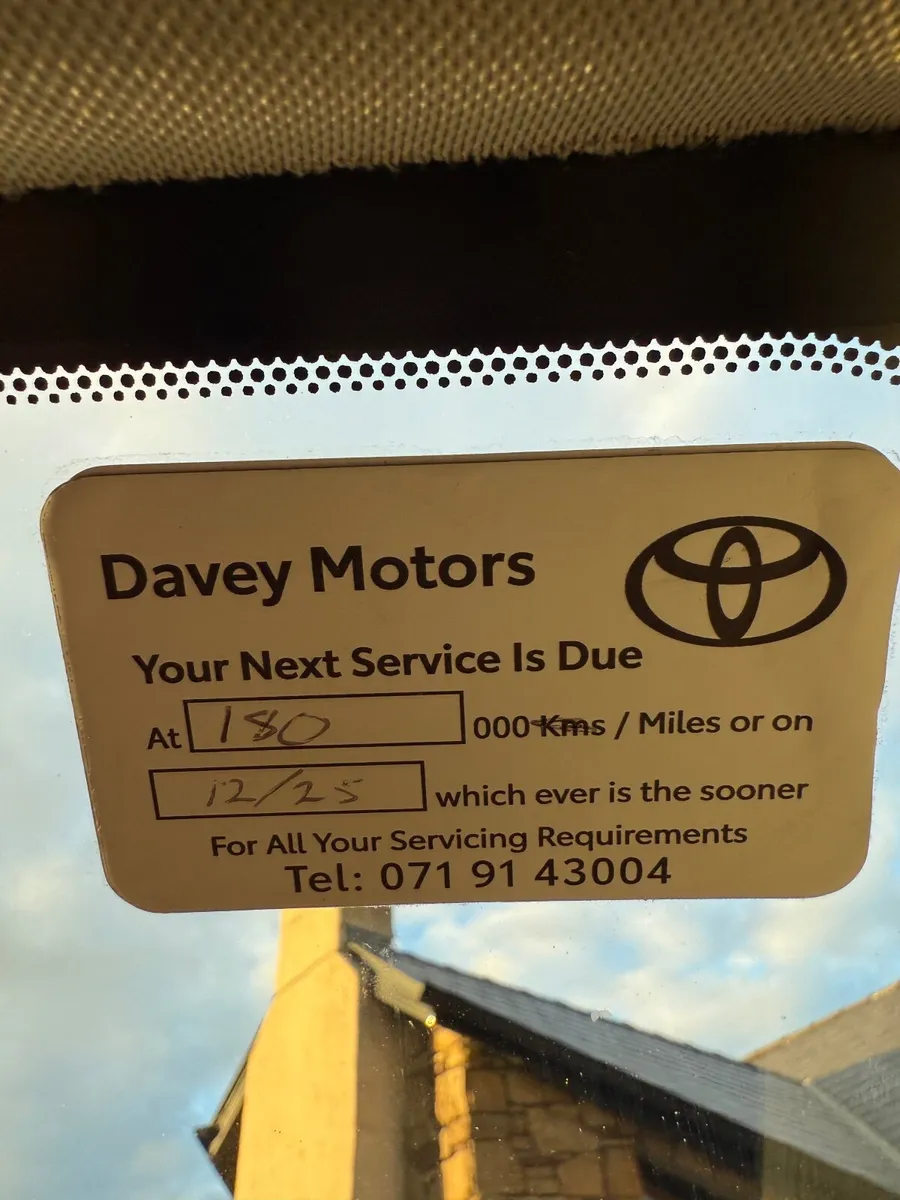 Davey Motors
Your Next Service Is Due
At 180 000 Kms / Miles or on
12/25 which ever is the sooner
For All Your Servicing Requirements
Tel: 071 91 43004